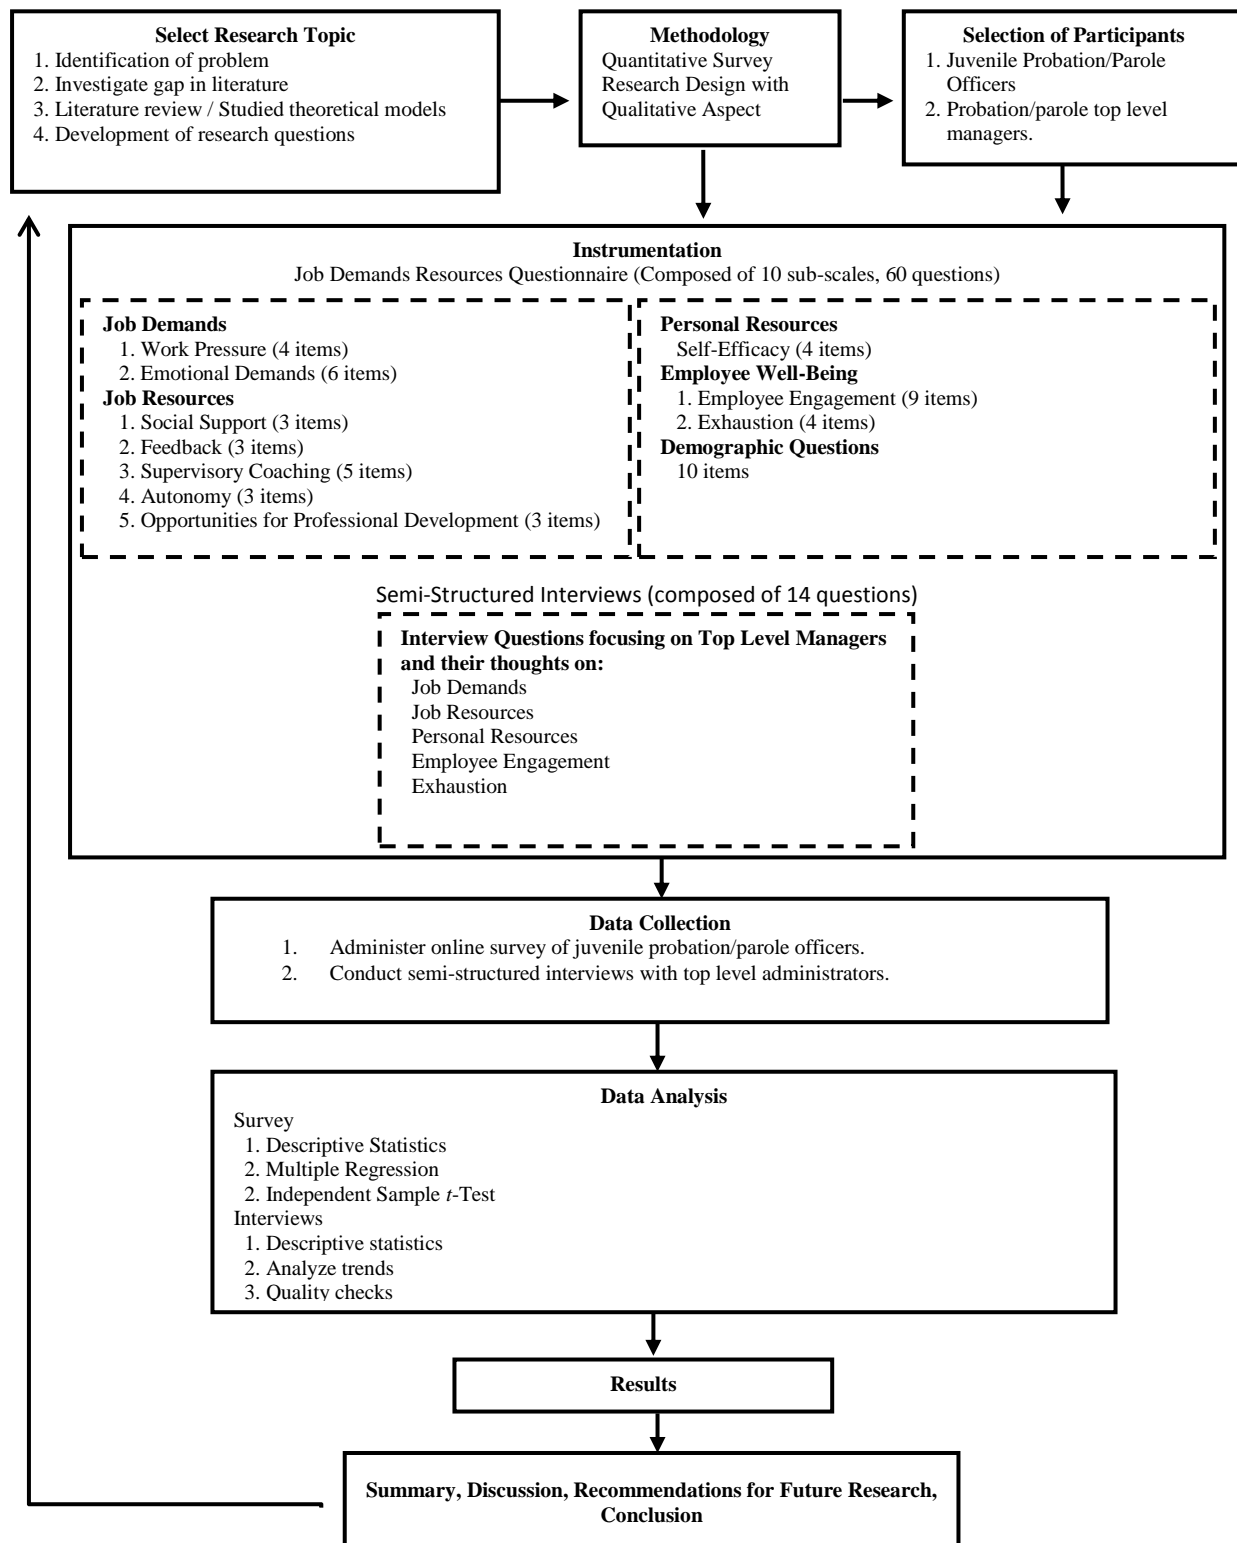 Select Research Topic
1. Identification of problem
2. Investigate gap in literature
3. Literature review / Studied theoretical models
4. Development of research questions
Methodology
Quantitative Survey
Research Design with
Qualitative Aspect
Selection of Participants
1. Juvenile Probation/Parole
Officers
2. Probation/parole top level
managers.
Instrumentation
Job Demands Resources Questionnaire (Composed of 10 sub-scales, 60 questions)
Job Demands
1. Work Pressure (4 items)
2. Emotional Demands (6 items)
Job Resources
1. Social Support (3 items)
2. Feedback (3 items)
3. Supervisory Coaching (5 items)
4. Autonomy (3 items)
5. Opportunities for Professional Development (3 items)
Personal Resources
Self-Efficacy (4 items)
Employee Well-Being
1. Employee Engagement (9 items)
2. Exhaustion (4 items)
Demographic Questions
10 items
Semi-Structured Interviews (composed of 14 questions)
Interview Questions focusing on Top Level Managers
and their thoughts on:
Job Demands
Job Resources
Personal Resources
Employee Engagement
Exhaustion
Data Collection
1. Administer online survey of juvenile probation/parole officers.
2. Conduct semi-structured interviews with top level administrators.
Data Analysis
Survey
1. Descriptive Statistics
2. Multiple Regression
2. Independent Sample t-Test
Interviews
1. Descriptive statistics
2. Analyze trends
3. Quality checks
Results
Summary, Discussion, Recommendations for Future Research,
Conclusion